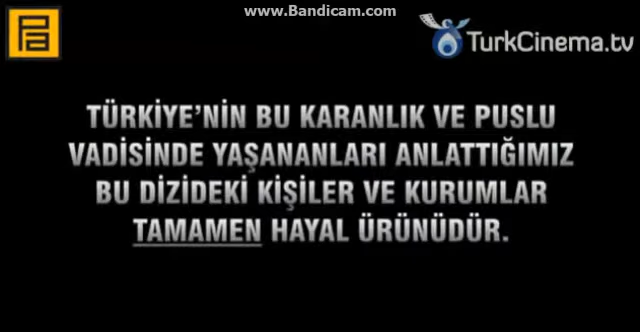 www.Bandicam.com
Pa
TurkCinema.tv
TÜRKİYE'NİN BU KARANLIK VE PUSLU
VADİSİNDE YAŞANANLARI ANLATTIĞIMIZ
BU DİZİDEKİ KİŞİLER VE KURUMLAR
TAMAMEN HAYAL ÜRÜNÜDÜR.